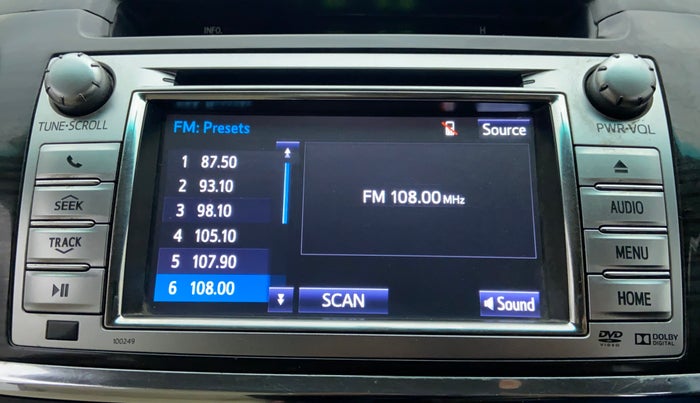 INFO.
H
TUNE•SCROLL
PWR•VOL
FM: Presets
Source
1 87.50
2 93.10
3 98.10
4 105.10
5 107.90
6 108.00
FM 108.00 MHz
SCAN
Sound
SEEK
TRACK
AUDIO
MENU
HOME
100249
DVD
VIDEO
DOLBY
DIGITAL